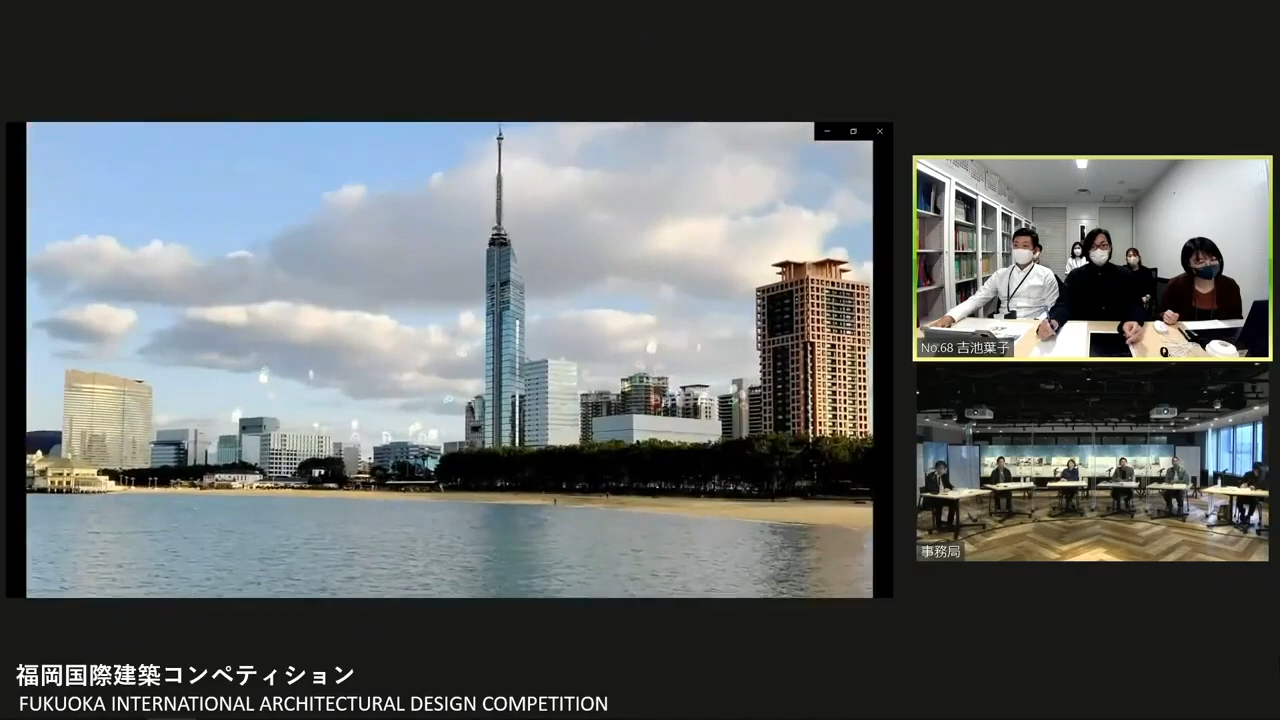 No.68 吉池葉子
事務局
福岡国際建築コンペティション
FUKUOKA INTERNATIONAL ARCHITECTURAL DESIGN COMPETITION